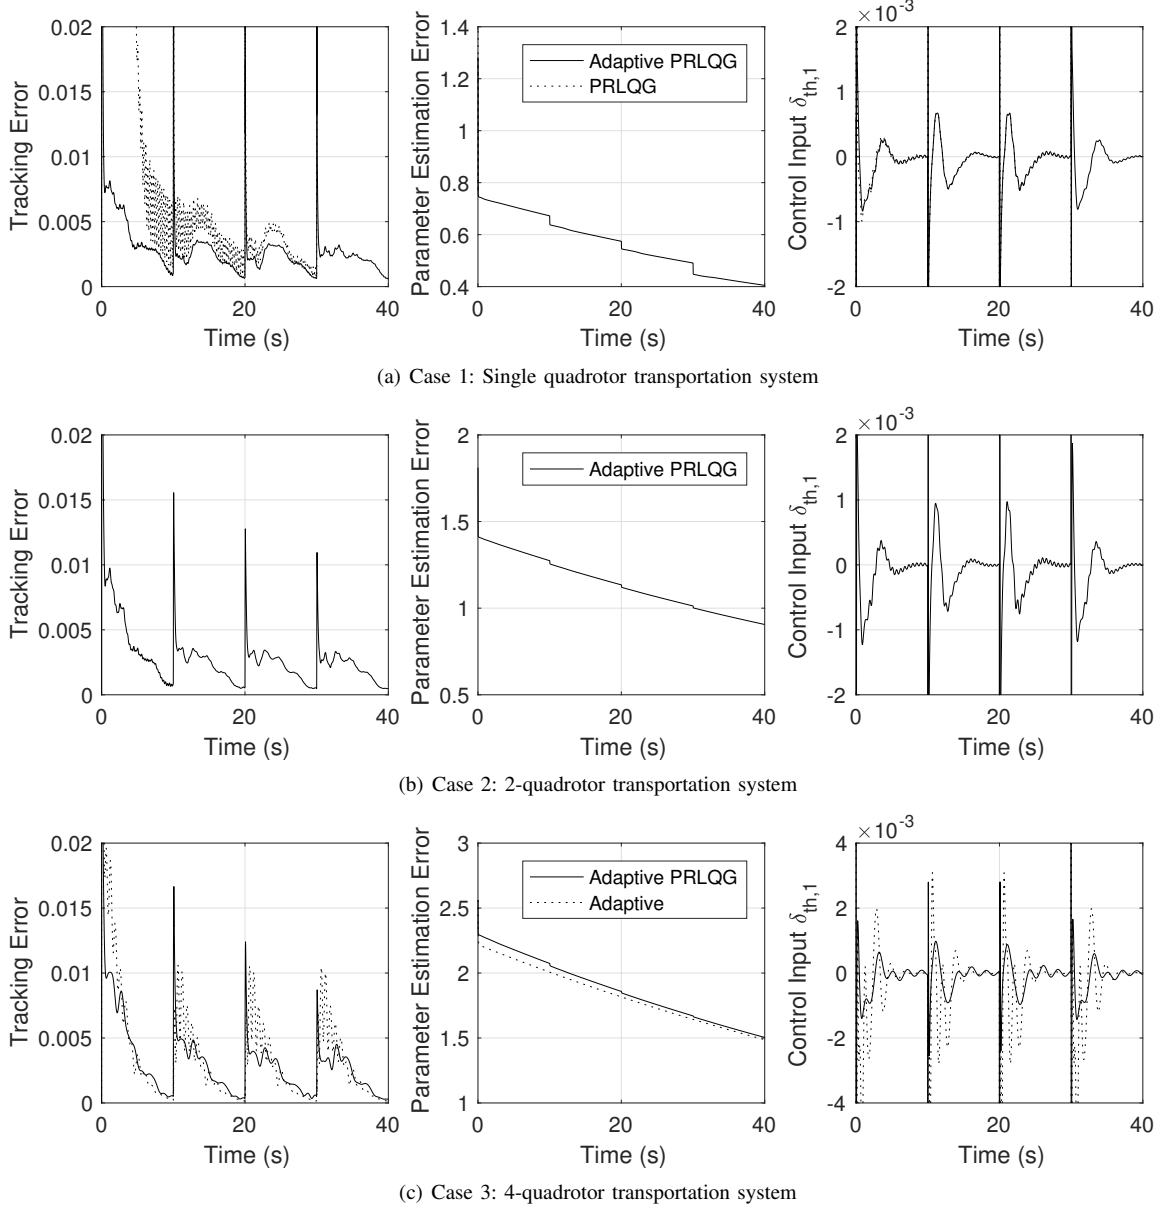 Tracking Error
0.02
0.015
0.01
0.005
0
0 20 40
Time (s)
Parameter Estimation Error
1.4
1.2
1
0.8
0.6
0.4
Adaptive PRLQG
PRLQG
0 20 40
Time (s)
Control Input δth,1
×10-3
2
1
0
-1
-2
0 20 40
Time (s)
(a) Case 1: Single quadrotor transportation system
Tracking Error
0.02
0.015
0.01
0.005
0
0 20 40
Time (s)
Parameter Estimation Error
2
1.5
1
0.5
Adaptive PRLQG
0 20 40
Time (s)
Control Input δth,1
×10-3
2
1
0
-1
-2
0 20 40
Time (s)
(b) Case 2: 2-quadrotor transportation system
Tracking Error
0.02
0.015
0.01
0.005
0
0 20 40
Time (s)
Parameter Estimation Error
3
2.5
2
1.5
1
Adaptive PRLQG
Adaptive
0 20 40
Time (s)
Control Input δth,1
×10-3
4
2
0
-2
-4
0 20 40
Time (s)
(c) Case 3: 4-quadrotor transportation system